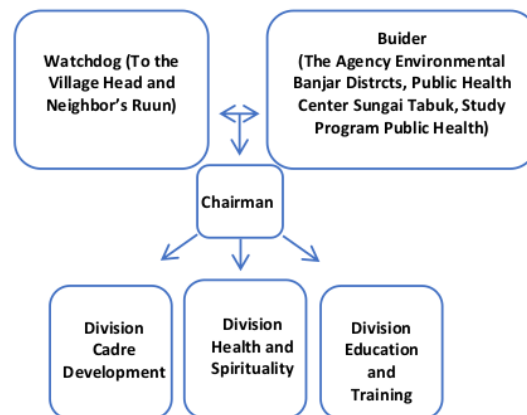 Watchdog (To the
Village Head and
Neighbor's Ruun)
Buider
(The Agency Environmental
Banjar Distrcts, Public Health
Center Sungai Tabuk, Study
Program Public Health)
Chairman
Division
Cadre
Development
Division
Health and
Spirituality
Division
Education
and
Training